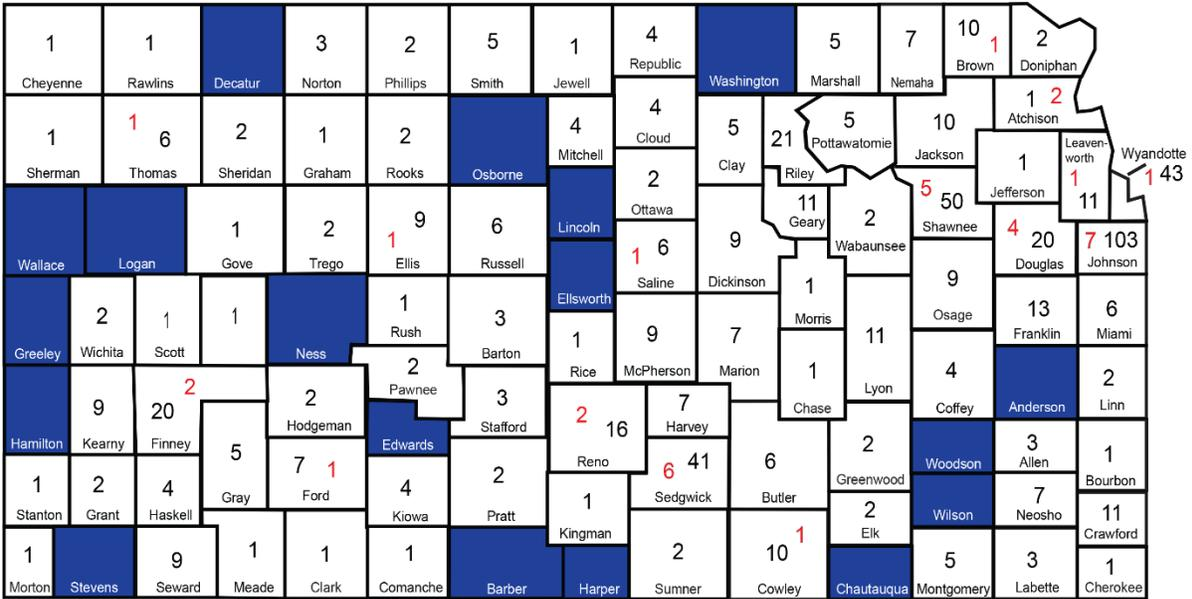 1
Cheyenne
1
Rawlins
Decatur
3
Norton
2
Phillips
5
Smith
1
Jewell
4
Republic
Washington
5
Marshall
7
Nemaha
10 1
Brown
2
Doniphan
1
Sherman
1 6
Thomas
2
Sheridan
1
Graham
2
Rooks
Osborne
4
Mitchell
4
Cloud
5
Clay
21
Riley
5
Pottawatomie
10
Jackson
1 2
Atchison
1
Jefferson
Leaven-
worth
1
11
Wyandotte
1 43
Wallace
Logan
1
Gove
2
Trego
1 9
Ellis
6
Russell
Lincoln
2
Ottawa
1 6
Saline
9
Dickinson
11
Geary
2
Wabaunsee
5 50
Shawnee
4 20
Douglas
7 103
Johnson
Greeley
2
Wichita
1
Scott
1
Ness
1
Rush
2
Pawnee
3
Barton
Ellsworth
1
Rice
9
McPherson
7
Marion
1
Morris
1
Chase
11
Lyon
9
Osage
4
Coffey
13
Franklin
6
Miami
Anderson
2
Linn
Hamilton
9
Kearny
2
20
Finney
5
Gray
2
Hodgeman
7 1
Ford
Edwards
3
Stafford
2 16
Reno
7
Harvey
6 41
Sedgwick
6
Butler
2
Greenwood
Woodson
3
Allen
1
Bourbon
1
Stanton
2
Grant
4
Haskell
4
Kiowa
2
Pratt
1
Kingman
2
Elk
Wilson
7
Neosho
11
Crawford
1
Morton
Stevens
9
Seward
1
Meade
1
Clark
1
Comanche
Barber
Harper
2
Sumner
10 1
Cowley
Chautauqua
5
Montgomery
3
Labette
1
Cherokee